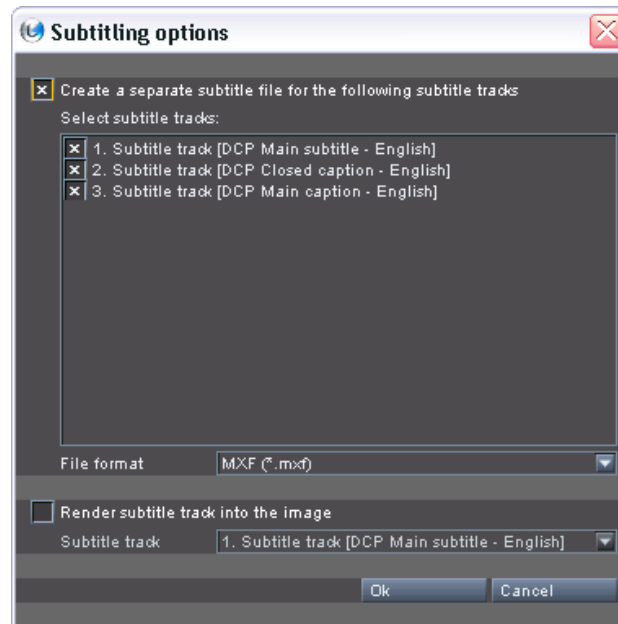 Subtitling options
Create a separate subtitle file for the following subtitle tracks
Select subtitle tracks:
1. Subtitle track [DCP Main subtitle - English]
2. Subtitle track [DCP Closed caption - English]
3. Subtitle track [DCP Main caption - English]
File format MXF (*.mxf)
Render subtitle track into the image
Subtitle track 1. Subtitle track [DCP Main subtitle - English]
Ok Cancel